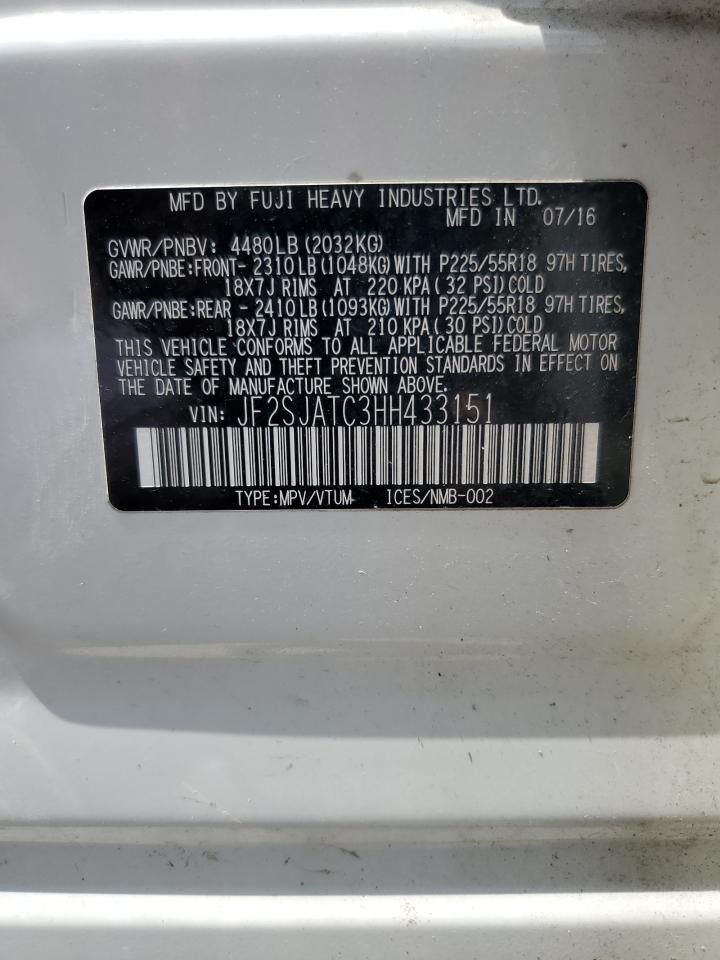 MFD BY FUJI HEAVY INDUSTRIES LTD.
MFD IN 07/16
GVWR/PNBV: 4480LB(2032KG)
GAWR/PNBE:FRONT- 2310LB(1048KG)WITH P225/55R18 97H TIRES,
18X7J RIMS AT 220 KPA( 32 PSI)COLD
GAWR/PNBE:REAR - 2410LB(1093KG)WITH P225/55R18 97H TIRES,
18X7J RIMS AT 210 KPA( 30 PSI)COLD
THIS VEHICLE CONFORMS TO ALL APPLICABLE FEDERAL MOTOR
VEHICLE SAFETY AND THEFT PREVENTION STANDARDS IN EFFECT ON
THE DATE OF MANUFACTURE SHOWN ABOVE.
VIN: JF2SJATC3HH433151
TYPE:MPV/VTUM ICES/NMB-002